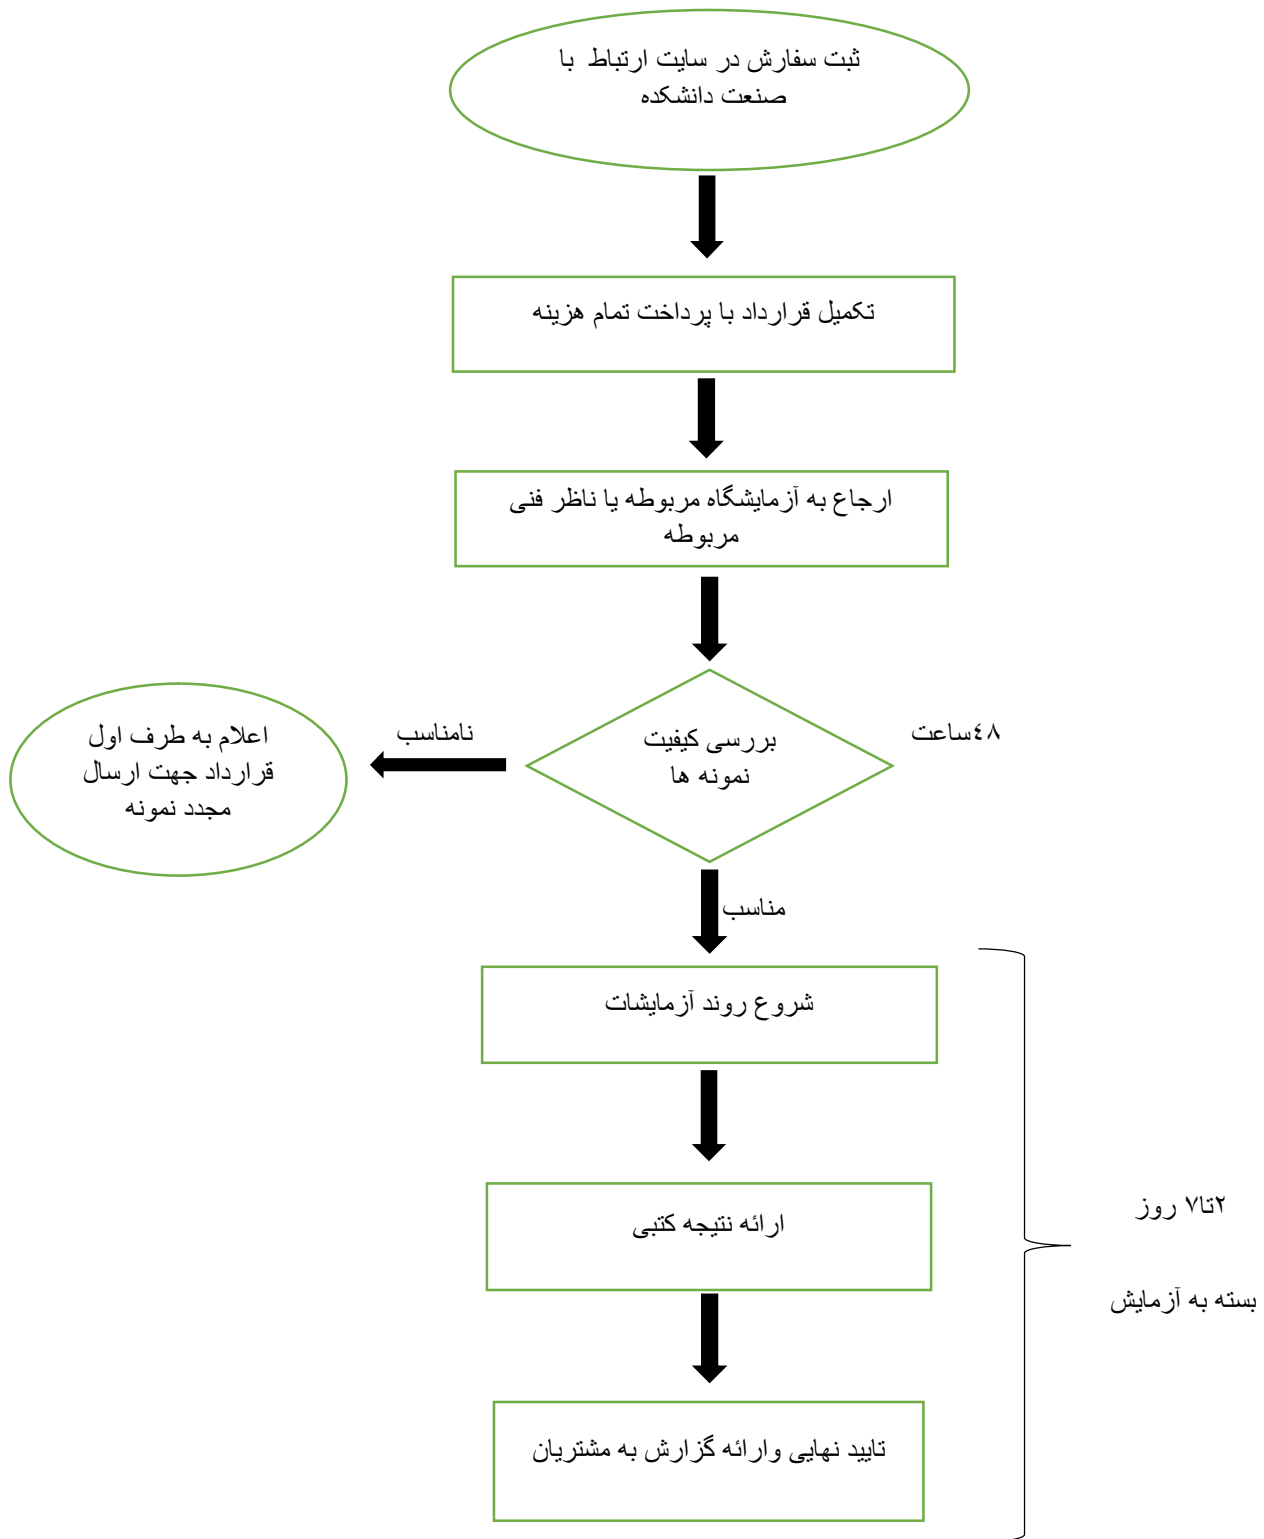 ثبت سفارش در سایت ارتباط با
صنعت دانشکده
تکمیل قرارداد با پرداخت تمام هزینه
ارجاع به آزمایشگاه مربوطه یا ناظر فنی
مربوطه
بررسی کیفیت
نمونه ها
٤٨ساعت
نامناسب
اعلام به طرف اول
قرارداد جهت ارسال
مجدد نمونه
مناسب
شروع روند آزمایشات
ارائه نتیجه کتبی
تایید نهایی وارائه گزارش به مشتریان
٢تا٧ روز
بسته به آزمایش